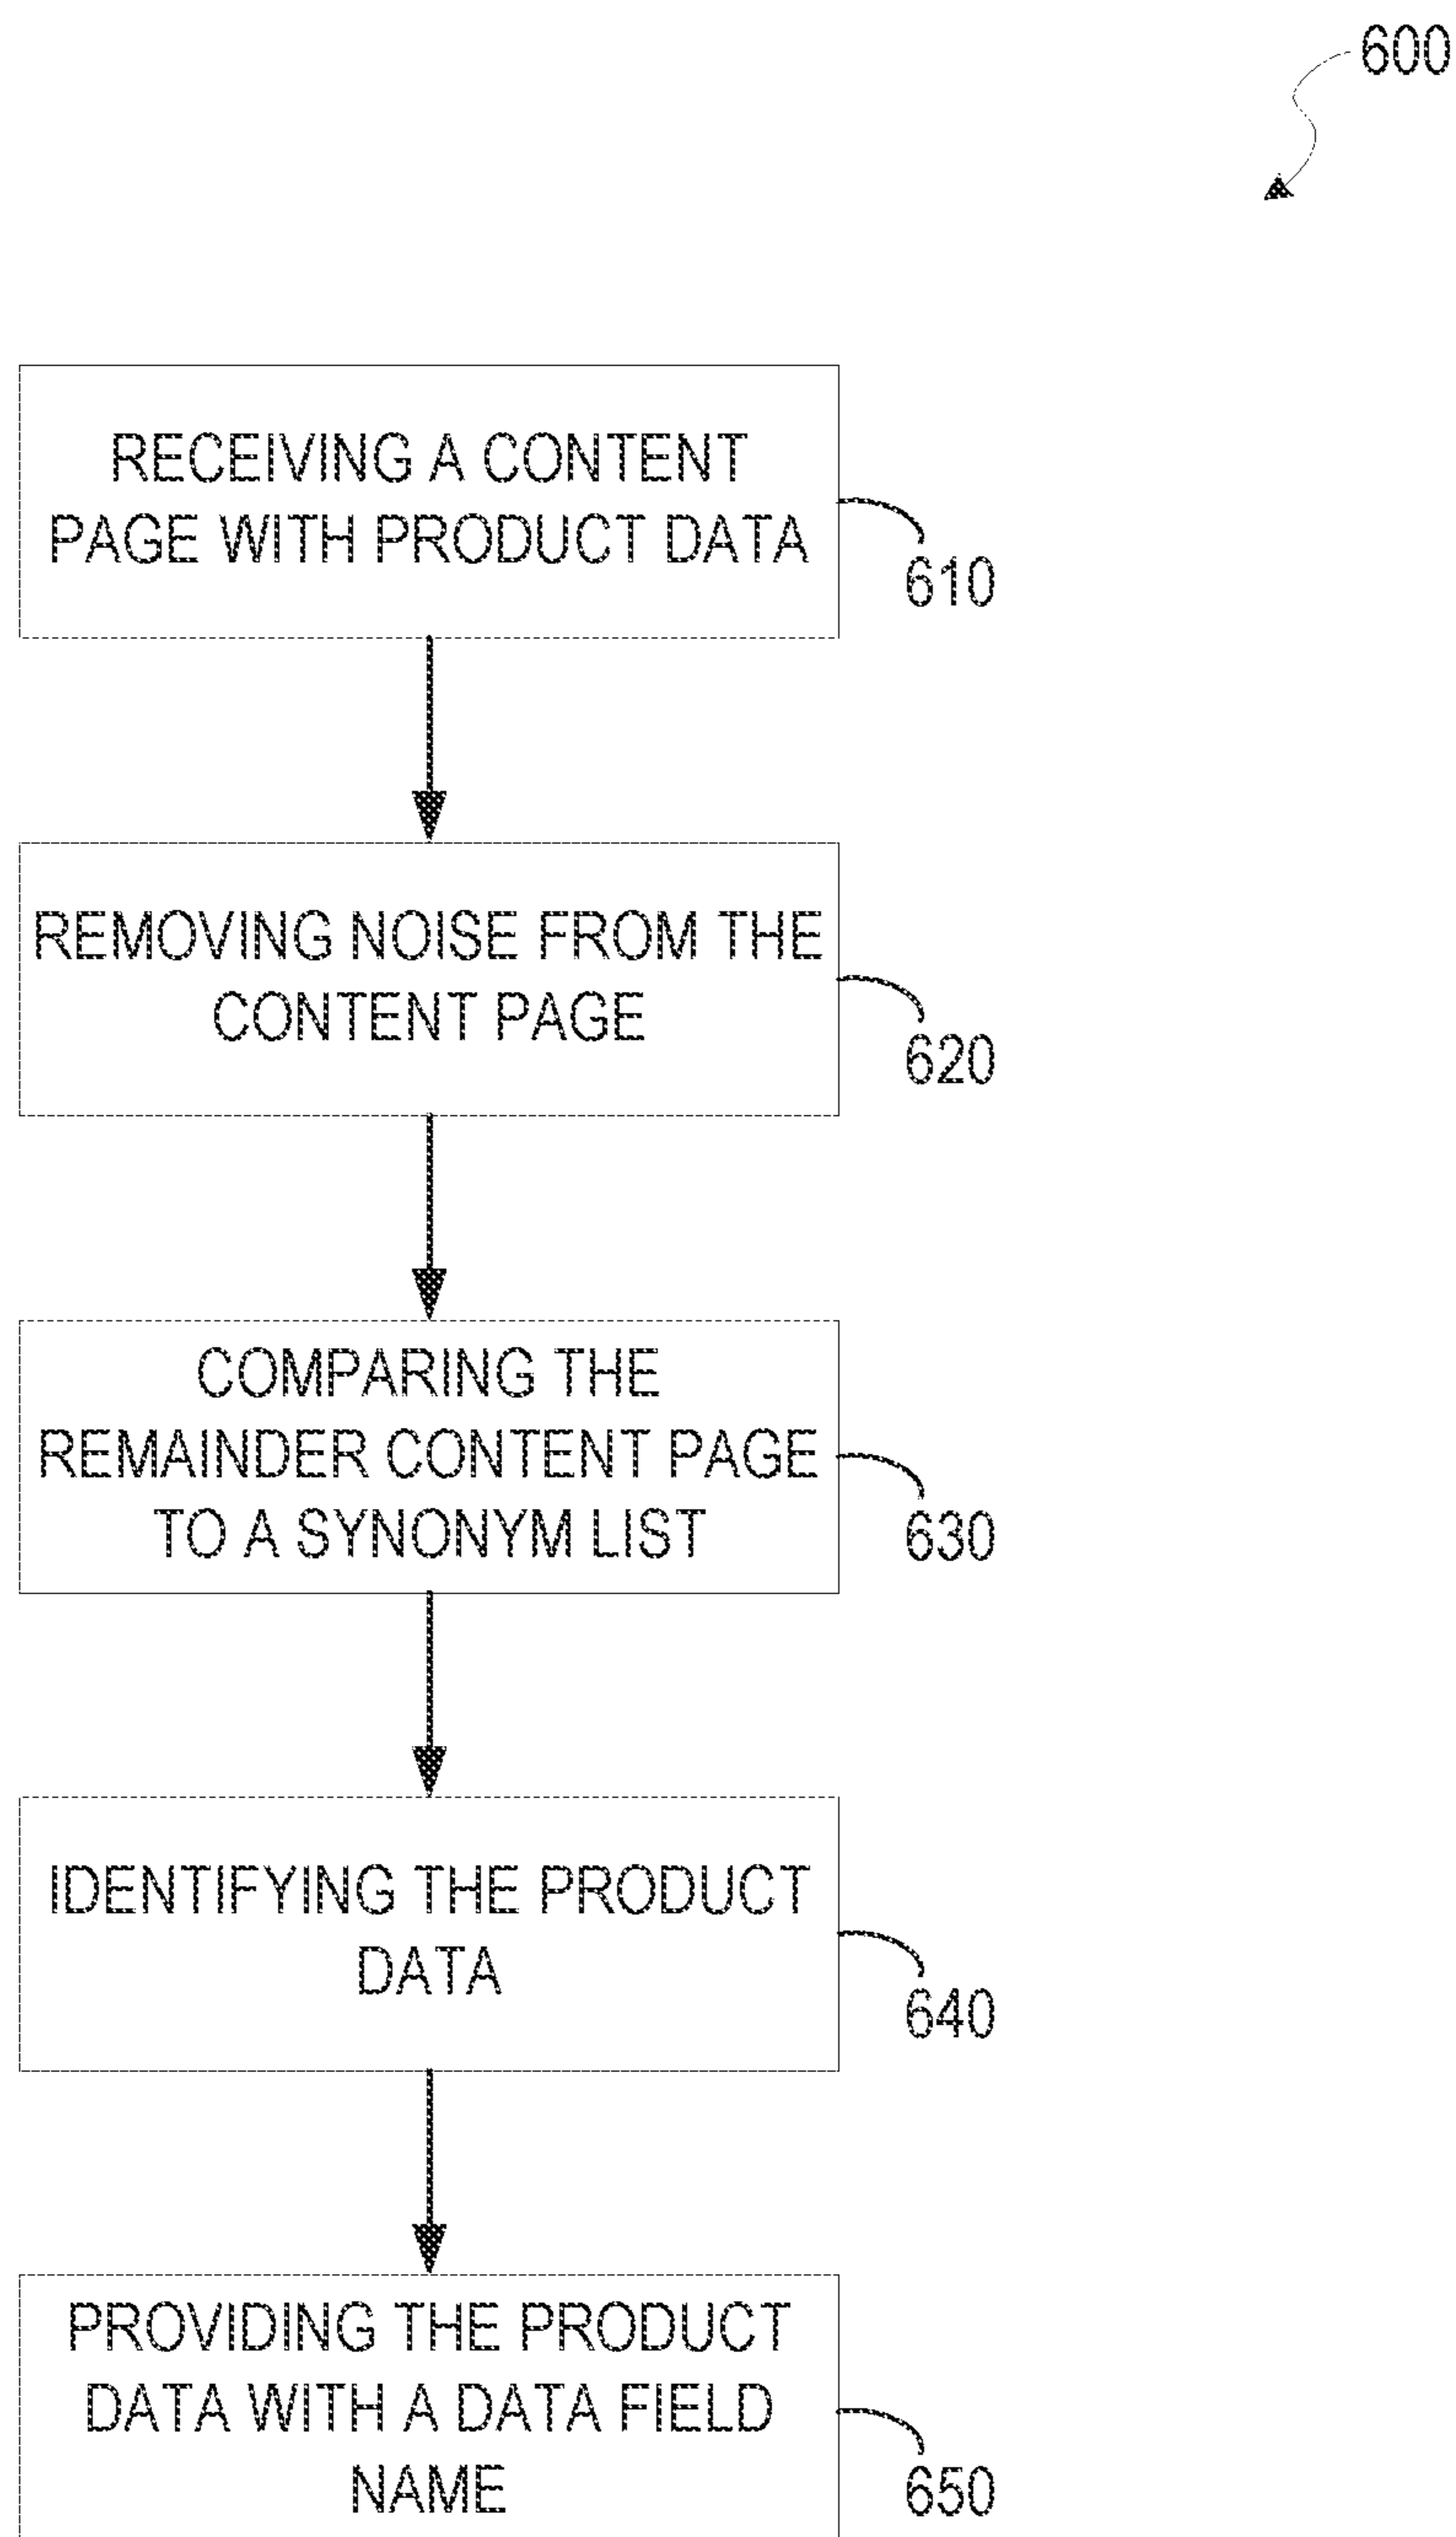 600
RECEIVING A CONTENT
PAGE WITH PRODUCT DATA
610
REMOVING NOISE FROM THE
CONTENT PAGE
620
COMPARING THE
REMAINDER CONTENT PAGE
TO A SYNONYM LIST
630
IDENTIFYING THE PRODUCT
DATA
640
PROVIDING THE PRODUCT
DATA WITH A DATA FIELD
NAME
650